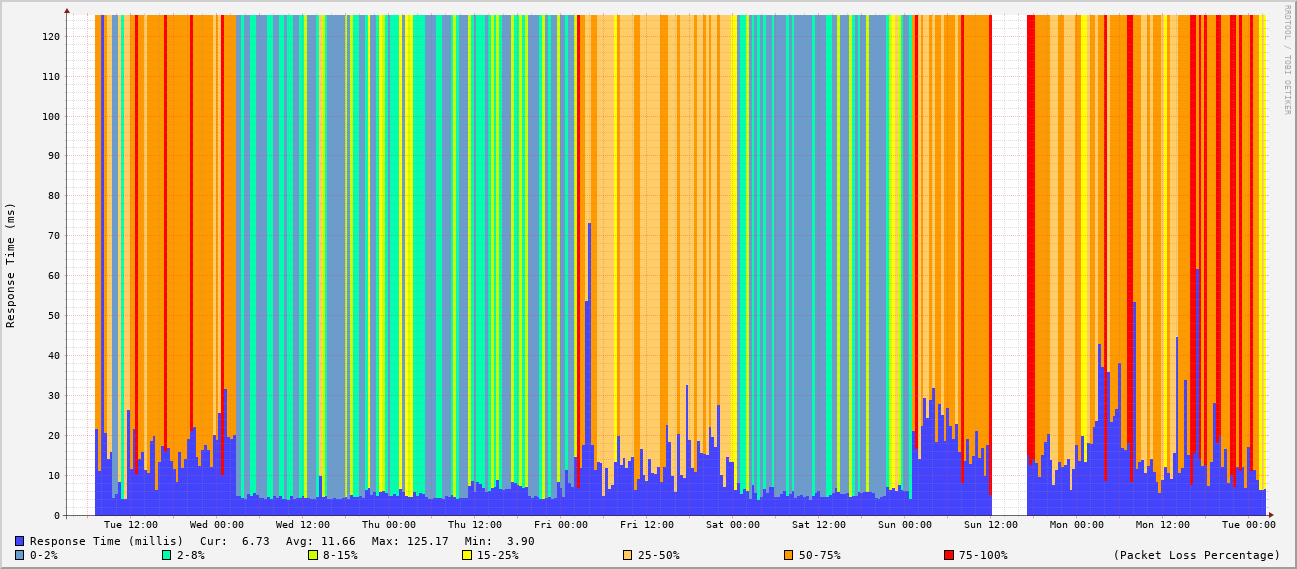 RRDTOOL / TOBI OETIKER
Response Time (ms)
120
110
100
90
80
70
60
50
40
30
20
10
0
Tue 12:00 Wed 00:00 Wed 12:00 Thu 00:00 Thu 12:00 Fri 00:00 Fri 12:00 Sat 00:00 Sat 12:00 Sun 00:00 Sun 12:00 Mon 00:00 Mon 12:00 Tue 00:00
Response Time (millis) Cur: 6.73 Avg: 11.66 Max: 125.17 Min: 3.90
0-2% 2-8% 8-15% 15-25% 25-50% 50-75% 75-100% (Packet Loss Percentage)